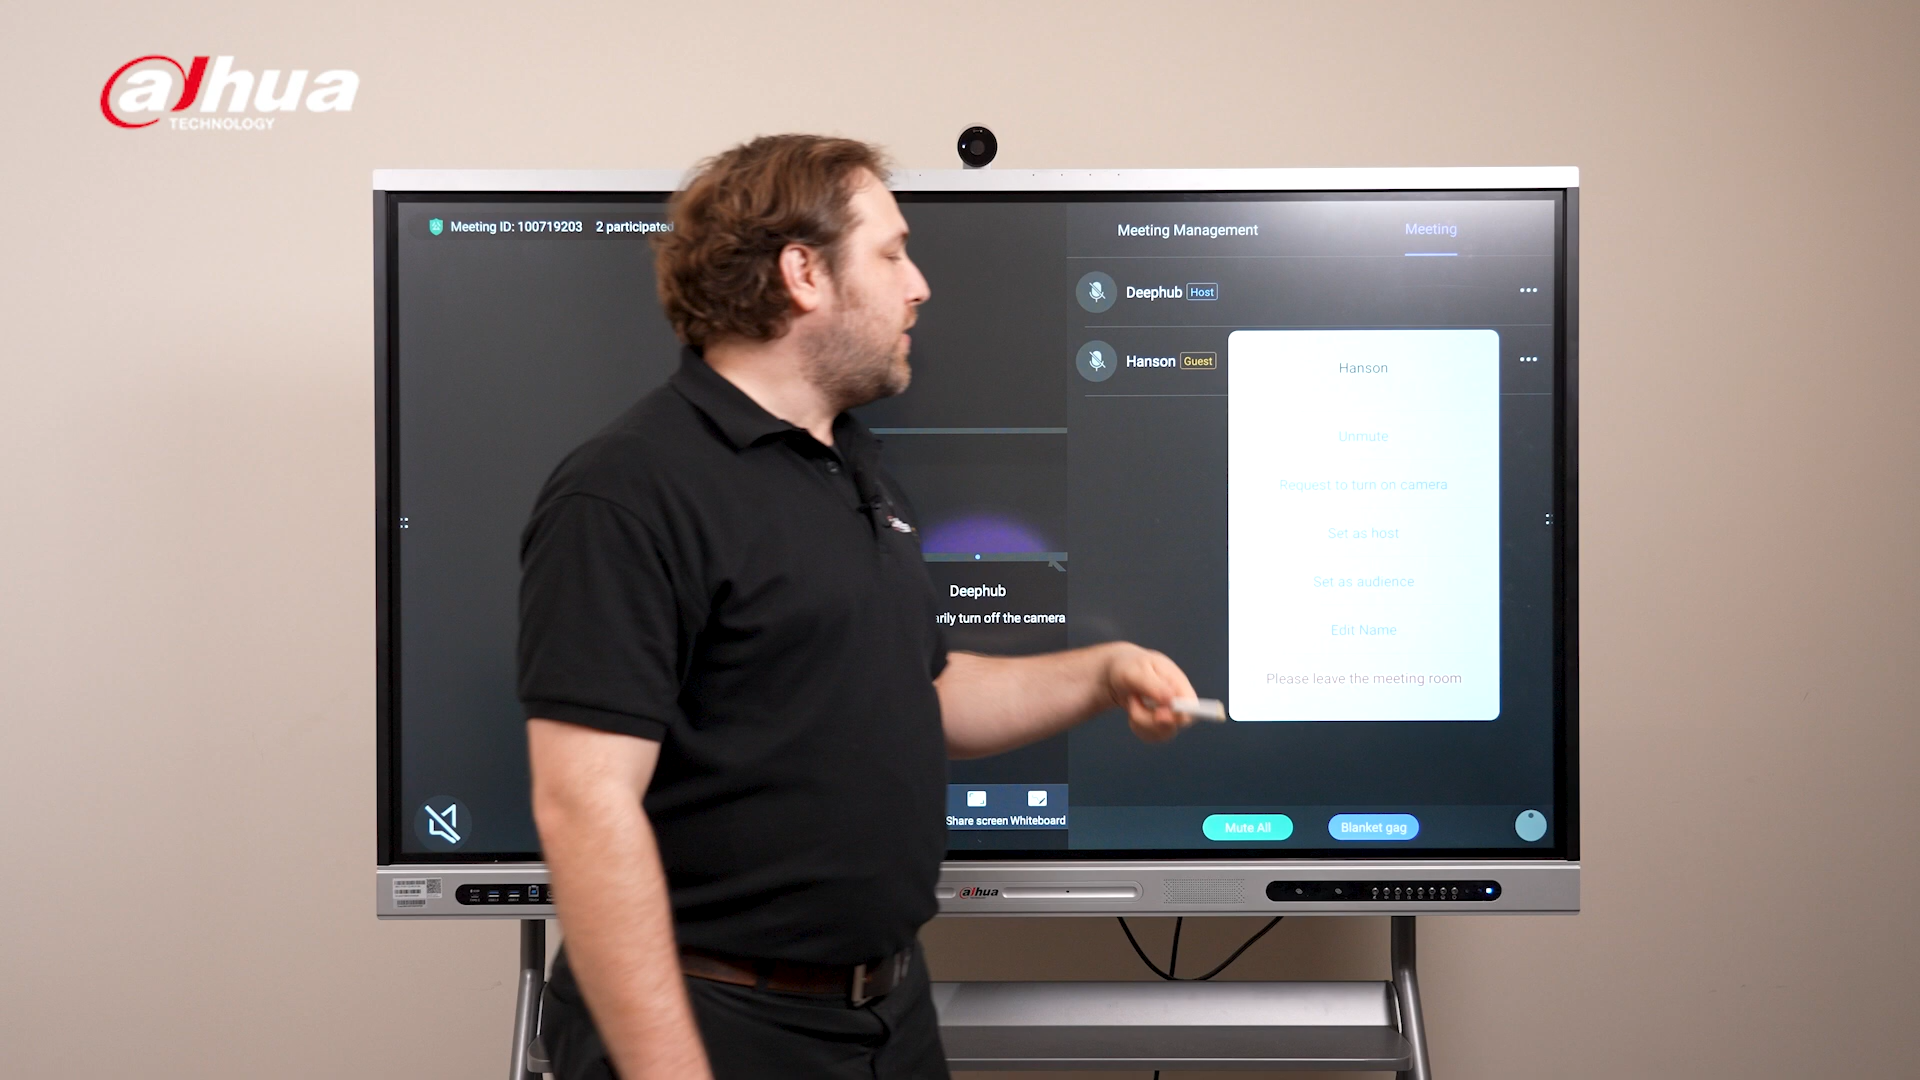 alhua
TECHNOLOGY
Meeting ID: 100719203 2 participated
Meeting Management
Meeting
Deephub Host
Hanson Guest
Hanson
Unmute
Request to turn on camera
Set as host
Set as audience
Edit Name
Please leave the meeting room
Deephub
arily turn off the camera
Share screen Whiteboard
Mute All
Blanket gag
alhua